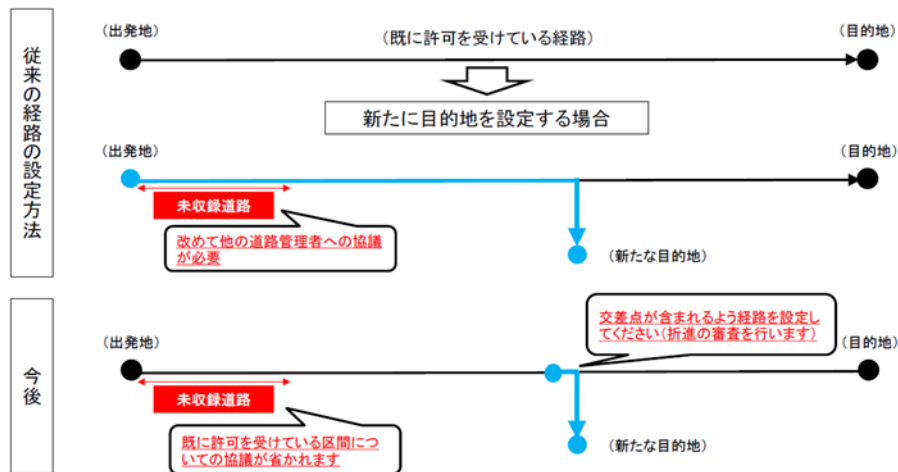 従来の経路の設定方法
(出発地)
(既に許可を受けている経路)
(目的地)
新たに目的地を設定する場合
(出発地)
(目的地)
未収録道路
改めて他の道路管理者への協議
が必要
(新たな目的地)
今後
交差点が含まれるよう経路を設定し
てください(折進の審査を行います)
(出発地)
(目的地)
未収録道路
既に許可を受けている区間につ
いての協議が省かれます
(新たな目的地)